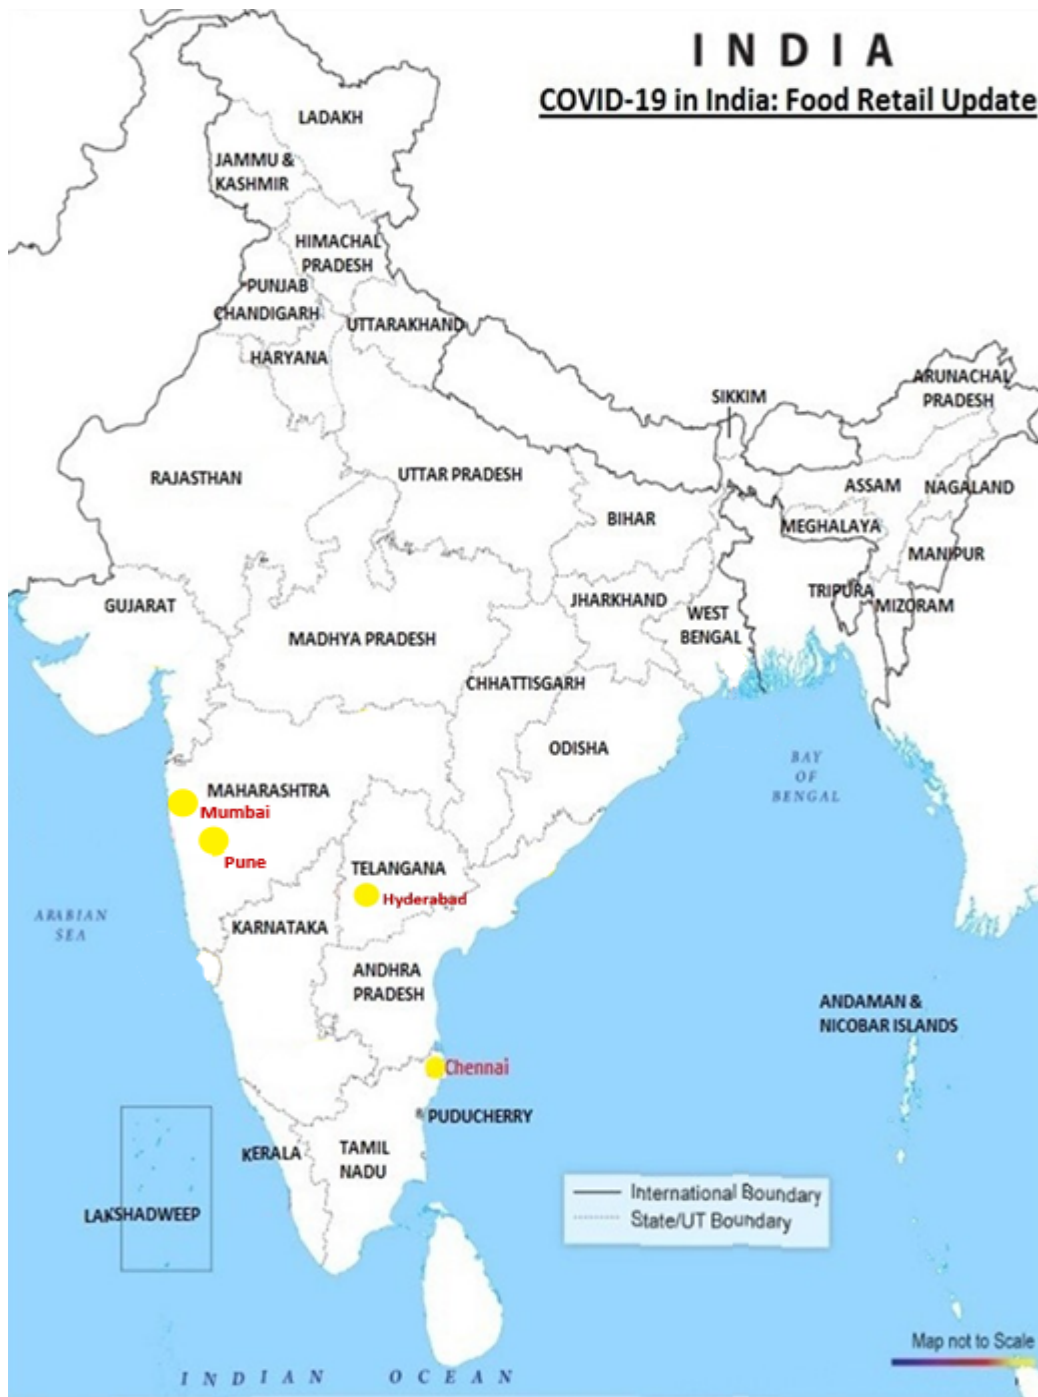 INDIA
COVID-19 in India: Food Retail Update
LADAKH
JAMMU &
KASHMIR
HIMACHAL
PRADESH
PUNJAB
CHANDIGARH
UTTARAKHAND
HARYANA
ARUNACHAL
PRADESH
SIKKIM
RAJASTHAN
UTTAR PRADESH
ASSAM
NAGALAND
BIHAR
MEGHALAYA
MANIPUR
GUJARAT
JHARKHAND
TRIPURA
MIZORAM
MADHYA PRADESH
WEST
BENGAL
CHHATTISGARH
ODISHA
BAY
OF
BENGAL
MAHARASHTRA
Mumbai
Pune
TELANGANA
Hyderabad
ARABIAN
SEA
KARNATAKA
ANDHRA
PRADESH
ANDAMAN &
NICOBAR ISLANDS
Chennai
PUDUCHERRY
KERALA
TAMIL
NADU
LAKSHADWEEP
International Boundary
State/UT Boundary
Map not to Scale
INDIAN OCEAN